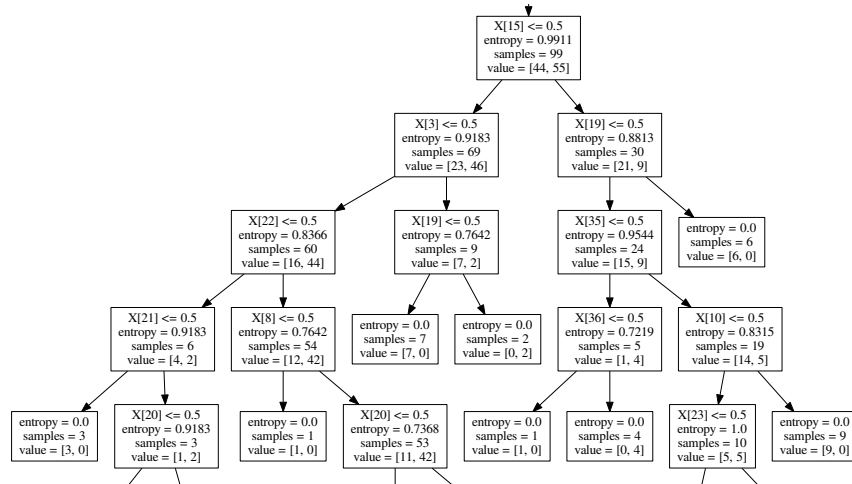 X[15] <= 0.5
entropy = 0.9911
samples = 99
value = [44, 55]
X[3] <= 0.5
entropy = 0.9183
samples = 69
value = [23, 46]
X[19] <= 0.5
entropy = 0.8813
samples = 30
value = [21, 9]
X[22] <= 0.5
entropy = 0.8366
samples = 60
value = [16, 44]
X[19] <= 0.5
entropy = 0.7642
samples = 9
value = [7, 2]
X[35] <= 0.5
entropy = 0.9544
samples = 24
value = [15, 9]
entropy = 0.0
samples = 6
value = [6, 0]
X[21] <= 0.5
entropy = 0.9183
samples = 6
value = [4, 2]
X[8] <= 0.5
entropy = 0.7642
samples = 54
value = [12, 42]
entropy = 0.0
samples = 7
value = [7, 0]
entropy = 0.0
samples = 2
value = [0, 2]
X[36] <= 0.5
entropy = 0.7219
samples = 5
value = [1, 4]
X[10] <= 0.5
entropy = 0.8315
samples = 19
value = [14, 5]
entropy = 0.0
samples = 3
value = [3, 0]
X[20] <= 0.5
entropy = 0.9183
samples = 3
value = [1, 2]
entropy = 0.0
samples = 1
value = [1, 0]
X[20] <= 0.5
entropy = 0.7368
samples = 53
value = [11, 42]
entropy = 0.0
samples = 1
value = [1, 0]
entropy = 0.0
samples = 4
value = [0, 4]
X[23] <= 0.5
entropy = 1.0
samples = 10
value = [5, 5]
entropy = 0.0
samples = 9
value = [9, 0]